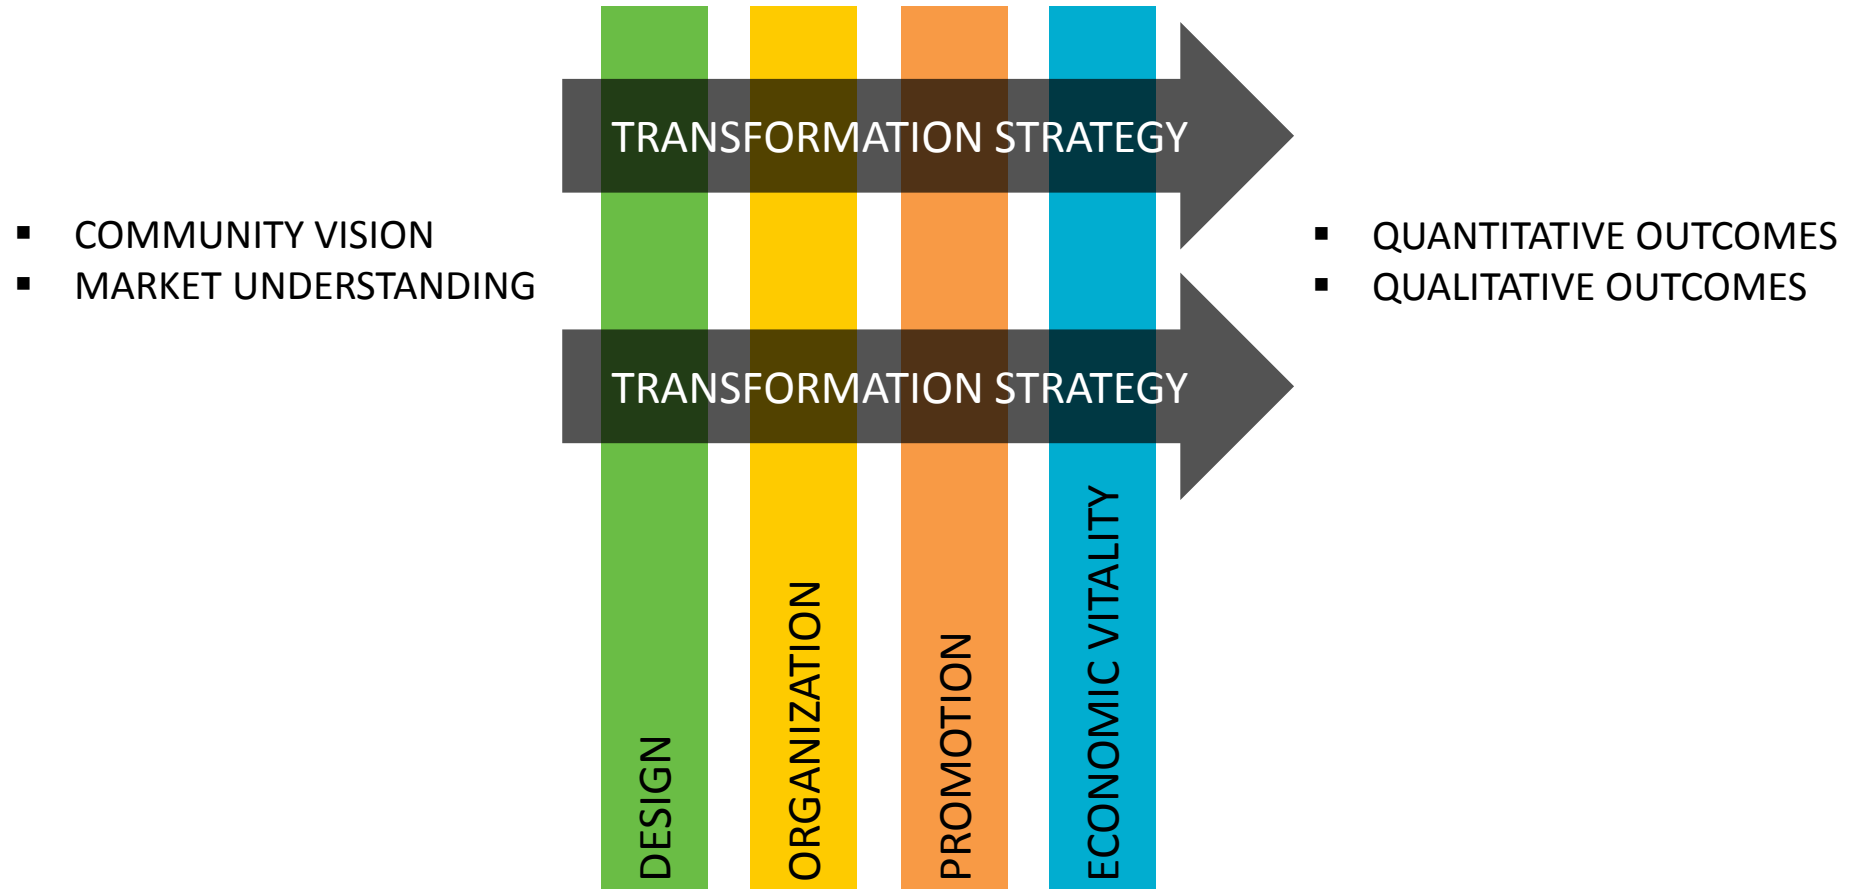 TRANSFORMATION STRATEGY
▪ COMMUNITY VISION
▪ MARKET UNDERSTANDING
▪ QUANTITATIVE OUTCOMES
▪ QUALITATIVE OUTCOMES
TRANSFORMATION STRATEGY
DESIGN
ORGANIZATION
PROMOTION
ECONOMIC VITALITY